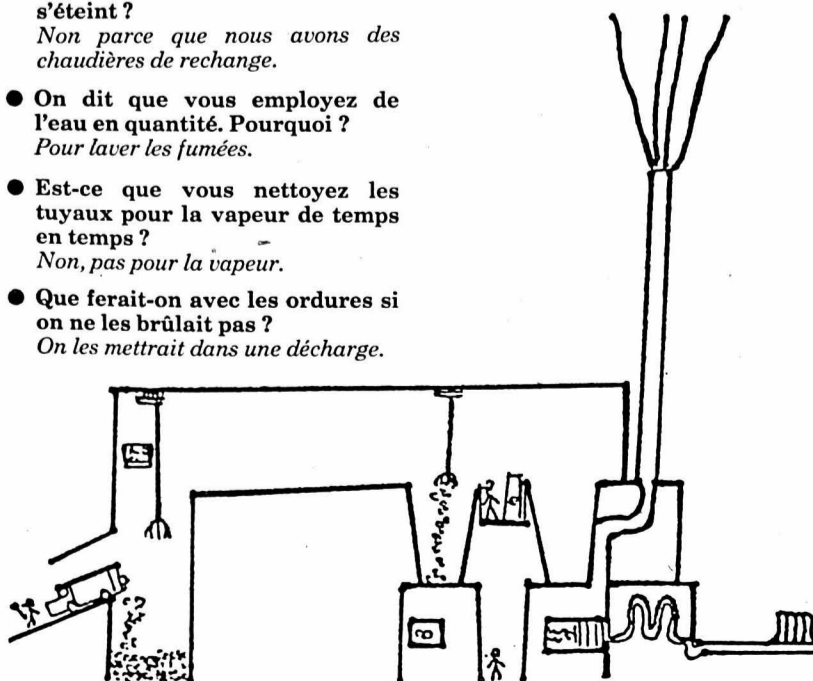 s'éteint ?
Non parce que nous avons des
chaudières de rechange.
● On dit que vous employez de
l'eau en quantité. Pourquoi ?
Pour laver les fumées.
● Est-ce que vous nettoyez les
tuyaux pour la vapeur de temps
en temps ?
Non, pas pour la vapeur.
● Que ferait-on avec les ordures si
on ne les brûlait pas ?
On les mettrait dans une décharge.